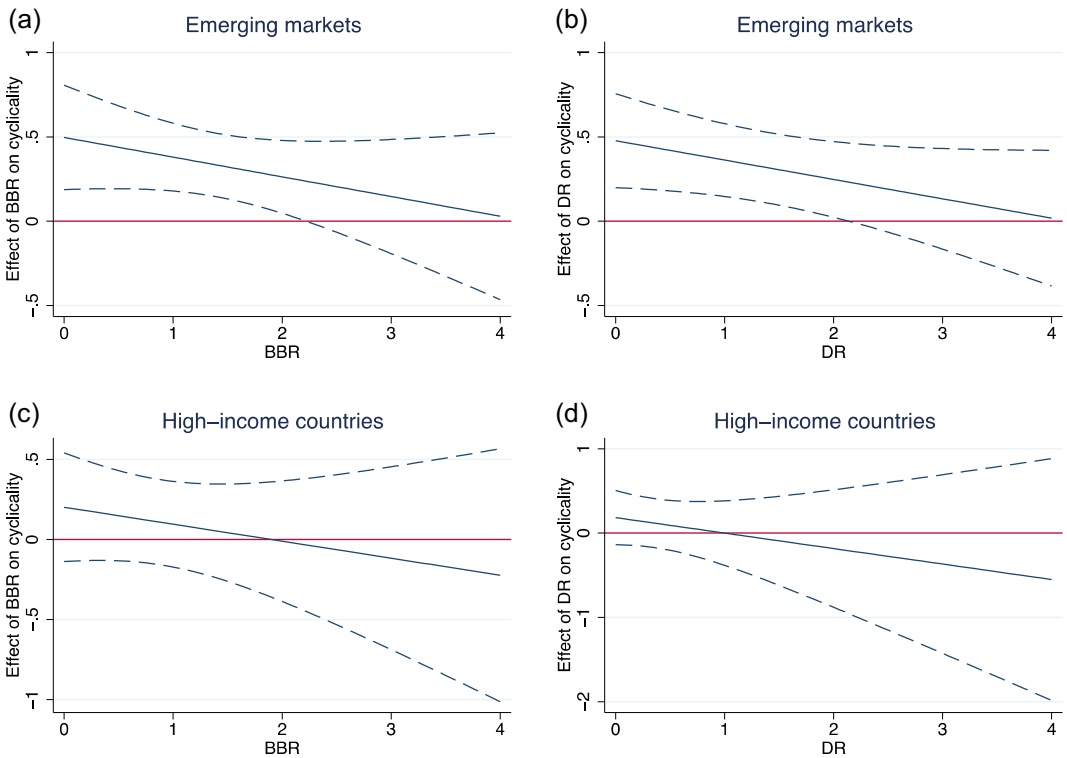 (a)
Emerging markets
Effect of BBR on cyclicality
1
.5
0
-.5
0 1 2 3 4
BBR
(b)
Emerging markets
Effect of DR on cyclicality
1
.5
0
-.5
0 1 2 3 4
DR
(c)
High–income countries
Effect of BBR on cyclicality
.5
0
-.5
-1
0 1 2 3 4
BBR
(d)
High–income countries
Effect of DR on cyclicality
1
0
-1
-2
0 1 2 3 4
DR